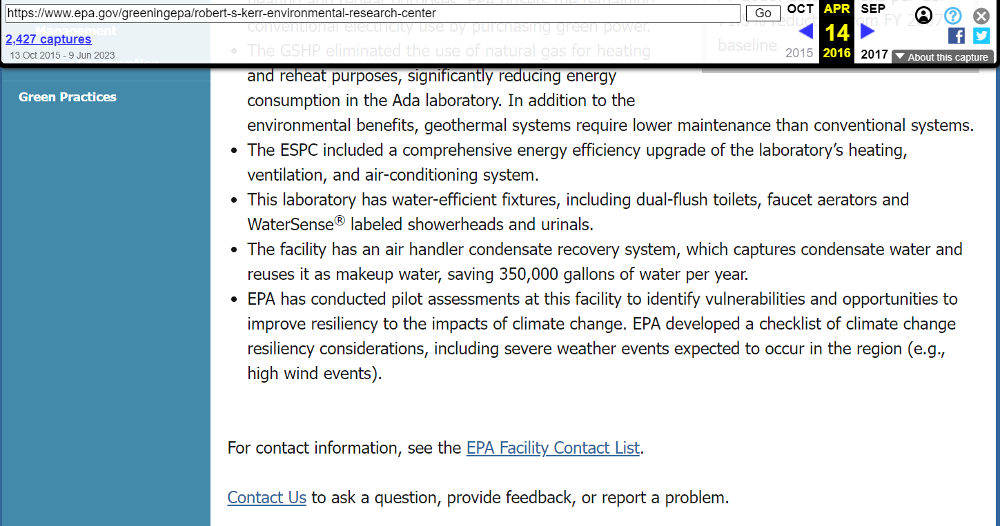 https://www.epa.gov/greeningepa/robert-s-kerr-environmental-research-center
Go
OCT APR SEP
14
2015 2016 2017
2,427 captures
13 Oct 2015 - 9 Jun 2023
About this capture
Management
Green Practices
conventional electricity use by purchasing green power.
• The GSHP eliminated the use of natural gas for heating
and reheat purposes, significantly reducing energy
consumption in the Ada laboratory. In addition to the
environmental benefits, geothermal systems require lower maintenance than conventional systems.
• The ESPC included a comprehensive energy efficiency upgrade of the laboratory’s heating,
ventilation, and air-conditioning system.
• This laboratory has water-efficient fixtures, including dual-flush toilets, faucet aerators and
WaterSense® labeled showerheads and urinals.
• The facility has an air handler condensate recovery system, which captures condensate water and
reuses it as makeup water, saving 350,000 gallons of water per year.
• EPA has conducted pilot assessments at this facility to identify vulnerabilities and opportunities to
improve resiliency to the impacts of climate change. EPA developed a checklist of climate change
resiliency considerations, including severe weather events expected to occur in the region (e.g.,
high wind events).
baseline
For contact information, see the EPA Facility Contact List.
Contact Us to ask a question, provide feedback, or report a problem.